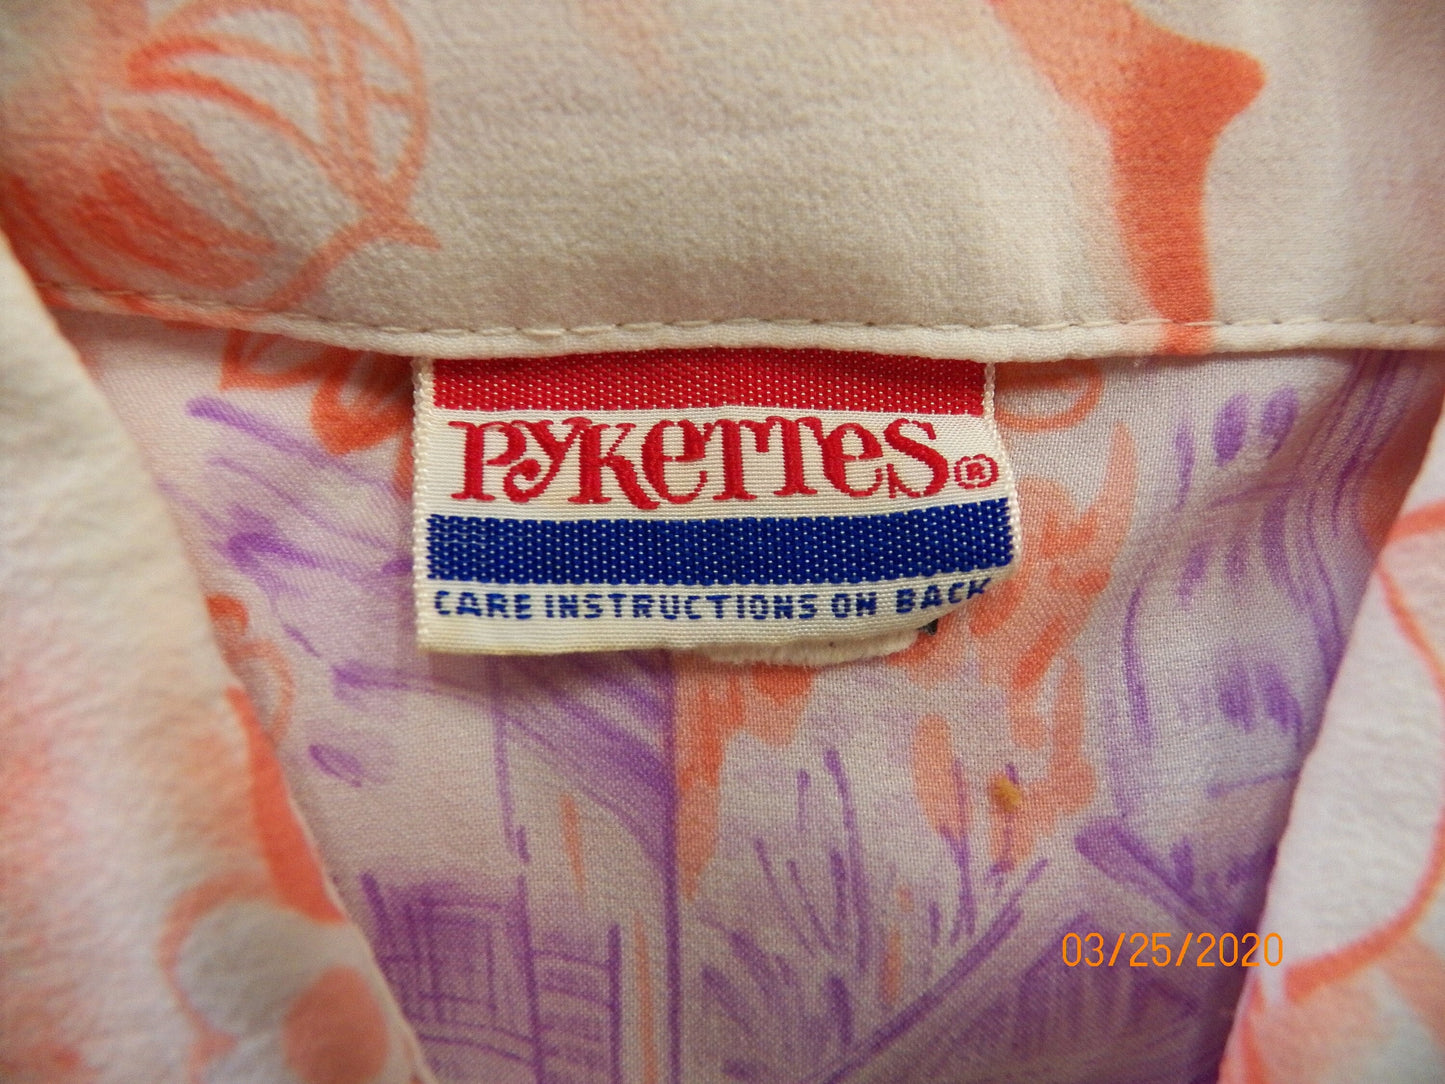 PYKETTES®
CARE INSTRUCTIONS ON BACK
03/25/2020